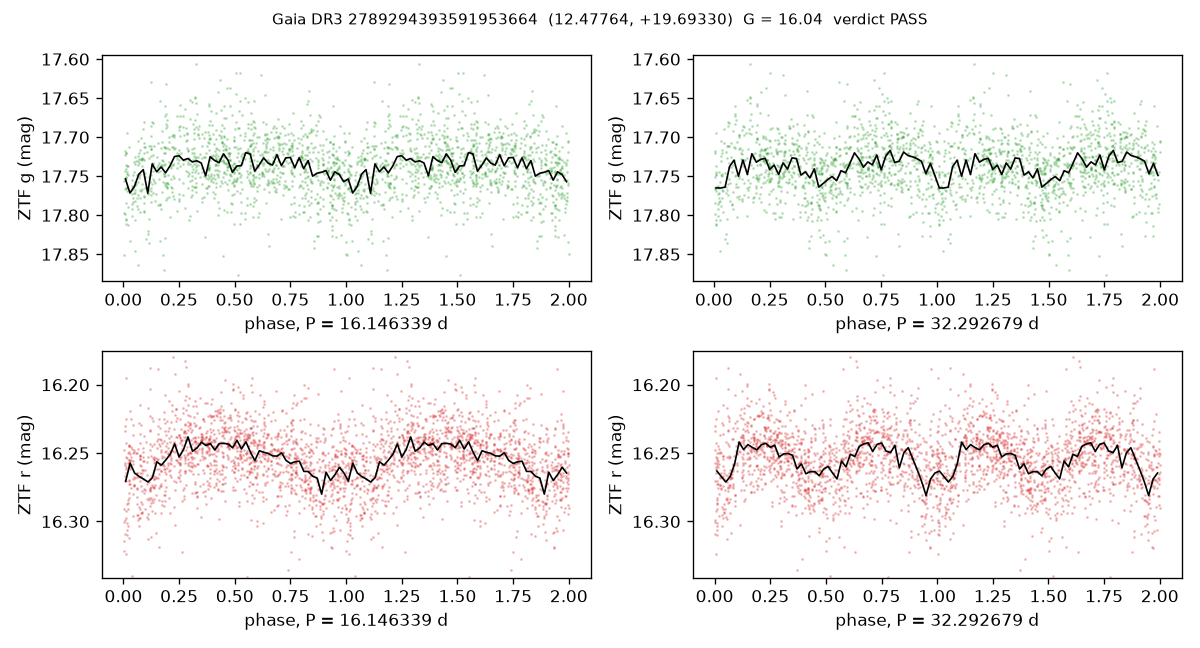 Gaia DR3 2789294393591953664 (12.47764, +19.69330) G = 16.04 verdict PASS
ZTF g (mag)
17.60
17.65
17.70
17.75
17.80
17.85
0.00 0.25 0.50 0.75 1.00 1.25 1.50 1.75 2.00
phase, P = 16.146339 d
ZTF g (mag)
17.60
17.65
17.70
17.75
17.80
17.85
0.00 0.25 0.50 0.75 1.00 1.25 1.50 1.75 2.00
phase, P = 32.292679 d
ZTF r (mag)
16.20
16.25
16.30
0.00 0.25 0.50 0.75 1.00 1.25 1.50 1.75 2.00
phase, P = 16.146339 d
ZTF r (mag)
16.20
16.25
16.30
0.00 0.25 0.50 0.75 1.00 1.25 1.50 1.75 2.00
phase, P = 32.292679 d